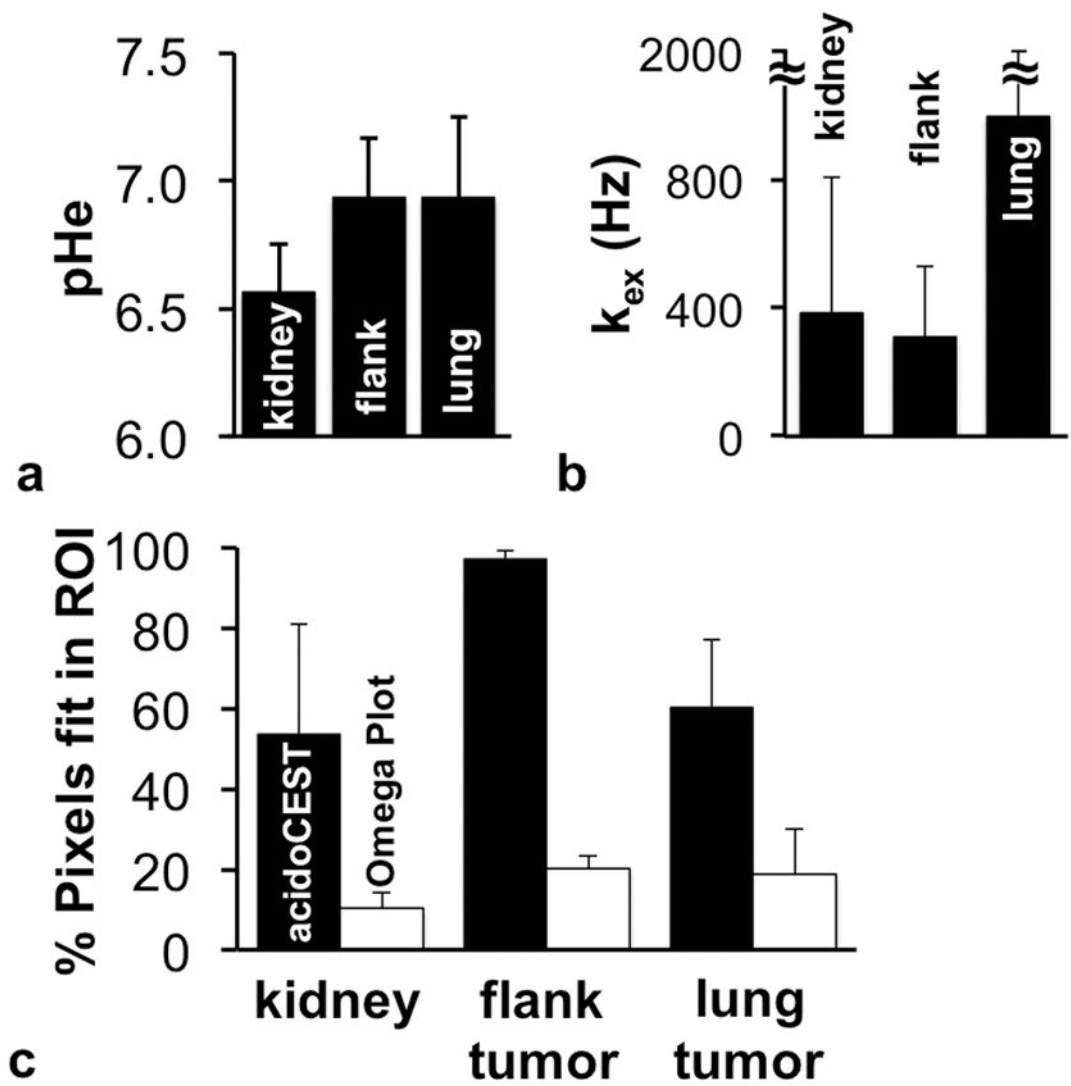 7.5
7.0
6.5
6.0
pHe
kidney
flank
lung
a
2000
800
400
0
kex (Hz)
kidney
flank
lung
b
100
80
60
40
20
0
% Pixels fit in ROI
acidoCEST
Omega Plot
kidney
flank
tumor
lung
tumor
c